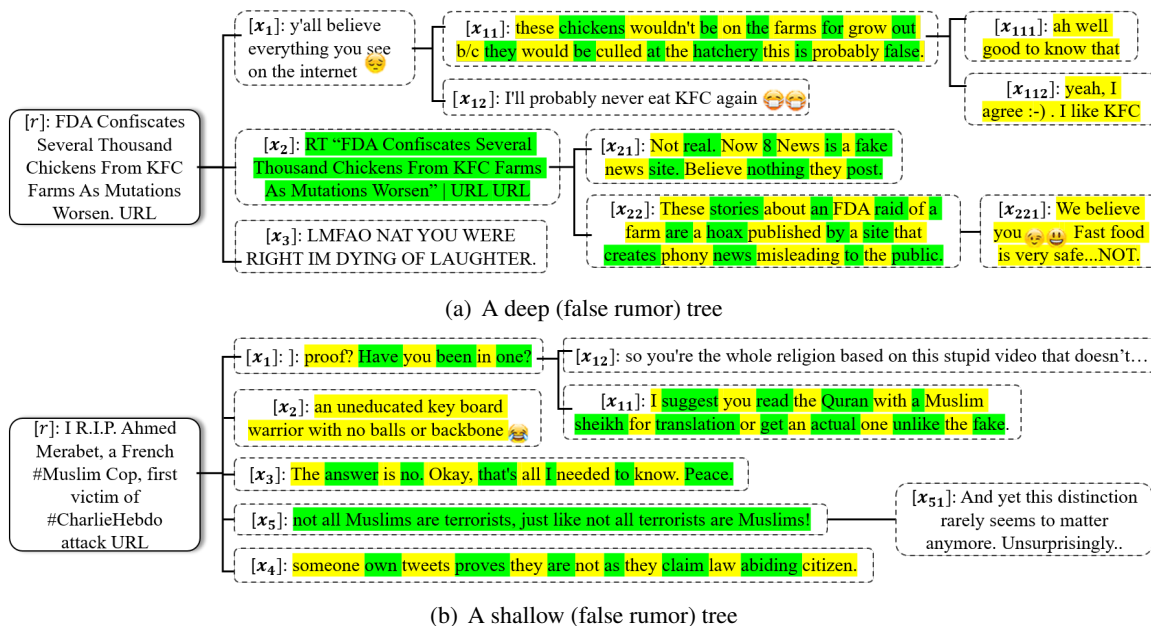 [r]: FDA Confiscates
Several Thousand
Chickens From KFC
Farms As Mutations
Worsen. URL
[x1]: y'all believe
everything you see
on the internet 😔
[x11]: these chickens wouldn't be on the farms for grow out
b/c they would be culled at the hatchery this is probably false.
[x111]: ah well
good to know that
[x112]: yeah, I
agree :-) . I like KFC
[x12]: I'll probably never eat KFC again 😷😷
[x2]: RT “FDA Confiscates Several
Thousand Chickens From KFC Farms
As Mutations Worsen” | URL URL
[x21]: Not real. Now 8 News is a fake
news site. Believe nothing they post.
[x22]: These stories about an FDA raid of a
farm are a hoax published by a site that
creates phony news misleading to the public.
[x221]: We believe
you 😉😃 Fast food
is very safe...NOT.
[x3]: LMFAO NAT YOU WERE
RIGHT IM DYING OF LAUGHTER.
(a) A deep (false rumor) tree
[r]: I R.I.P. Ahmed
Merabet, a French
#Muslim Cop, first
victim of
#CharlieHebdo
attack URL
[x1]: ]: proof? Have you been in one?
[x12]: so you're the whole religion based on this stupid video that doesn't…
[x11]: I suggest you read the Quran with a Muslim
sheikh for translation or get an actual one unlike the fake.
[x2]: an uneducated key board
warrior with no balls or backbone 😂
[x3]: The answer is no. Okay, that's all I needed to know. Peace.
[x5]: not all Muslims are terrorists, just like not all terrorists are Muslims!
[x51]: And yet this distinction
rarely seems to matter
anymore. Unsurprisingly..
[x4]: someone own tweets proves they are not as they claim law abiding citizen.
(b) A shallow (false rumor) tree